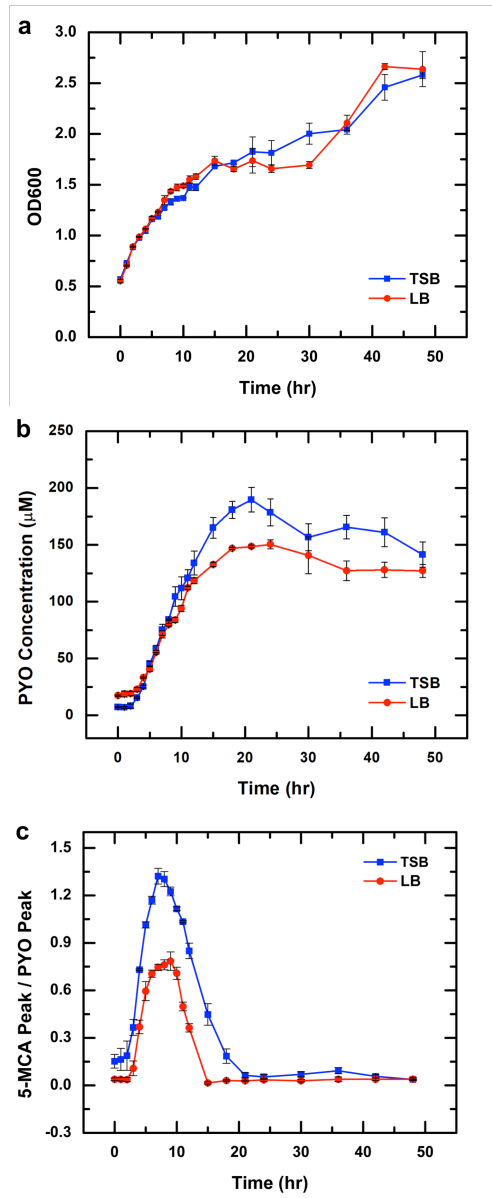 a
3.0
2.5
2.0
1.5
1.0
0.5
0.0
OD600
TSB
LB
0 10 20 30 40 50
Time (hr)
b
250
200
150
100
50
0
PYO Concentration (μM)
TSB
LB
0 10 20 30 40 50
Time (hr)
c
1.5
1.2
0.9
0.6
0.3
0.0
-0.3
5-MCA Peak / PYO Peak
TSB
LB
0 10 20 30 40 50
Time (hr)